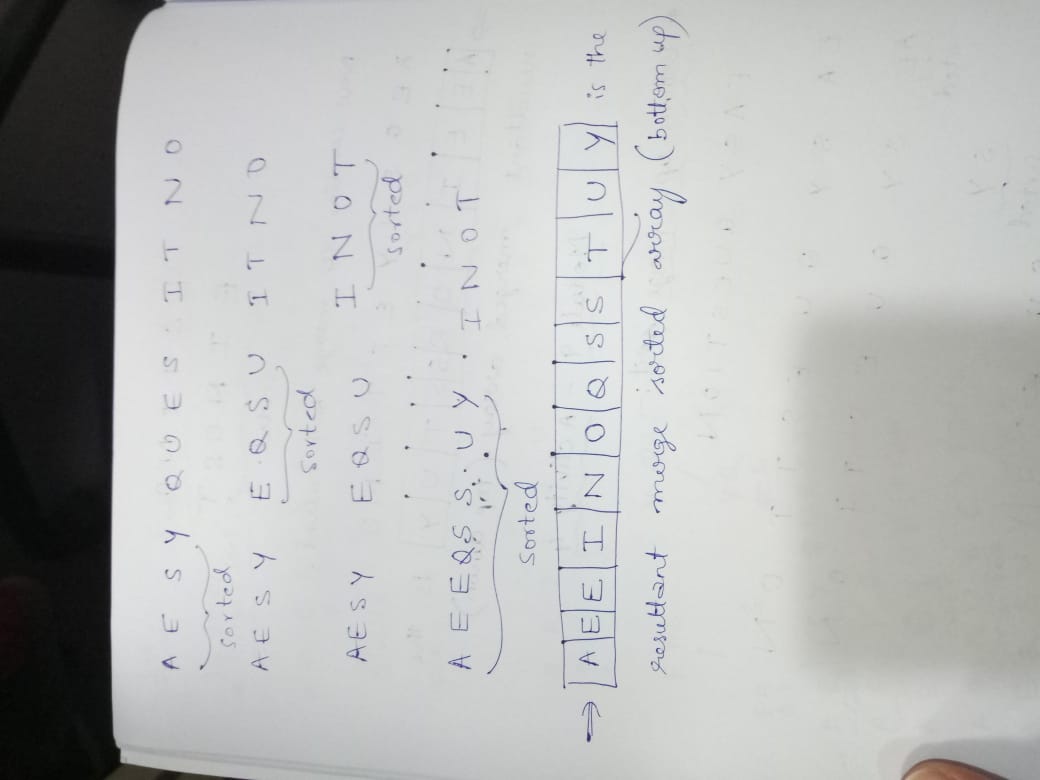 A E S Y Q U E S I T N O
Sorted
A E S Y E Q S U I T N O
Sorted
A E S Y E Q S U I N O T
Sorted
A E E Q S S U Y I N O T
Sorted
→ A E E I N O Q S S T U Y is the
resultant merge sorted array (bottom up)